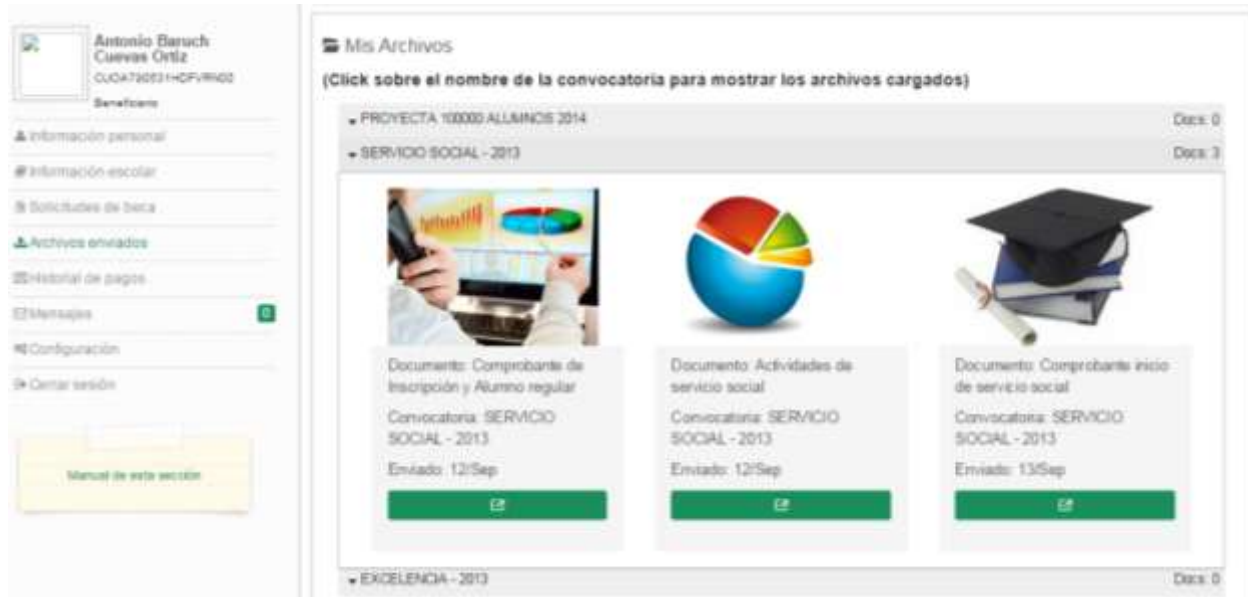 Antonio Baruch
Cuevas Ortiz
Beneficiario
Información personal
Información escolar
Solicitudes de beca
Archivos enviados
Historial de pagos
Mensajes 0
Configuración
Cerrar sesión
Manual de esta sección
Mis Archivos
(Click sobre el nombre de la convocatoria para mostrar los archivos cargados)
PROYECTA 100000 ALUMNOS 2014 Docs: 0
SERVICIO SOCIAL - 2013 Docs: 3
Documento: Comprobante de
Inscripción y Alumno regular
Convocatoria: SERVICIO
SOCIAL - 2013
Enviado: 12/Sep
Documento: Actividades de
servicio social
Convocatoria: SERVICIO
SOCIAL - 2013
Enviado: 12/Sep
Documento: Comprobante inicio
de servicio social
Convocatoria: SERVICIO
SOCIAL - 2013
Enviado: 13/Sep
EXCELENCIA - 2013 Docs: 0